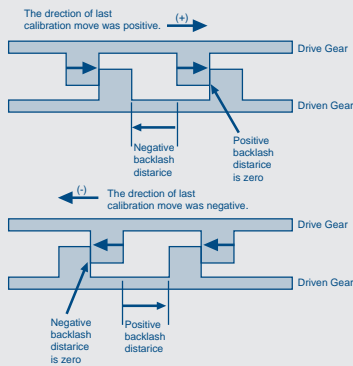 The direction of last
calibration move was positive.
(+)
Drive Gear
Driven Gear
Negative
backlash
distarice
Positive
backlash
distarice
is zero
(-)
The direction of last
calibration move was negative.
Drive Gear
Driven Gear
Negative
backlash
distarice
is zero
Positive
backlash
distarice